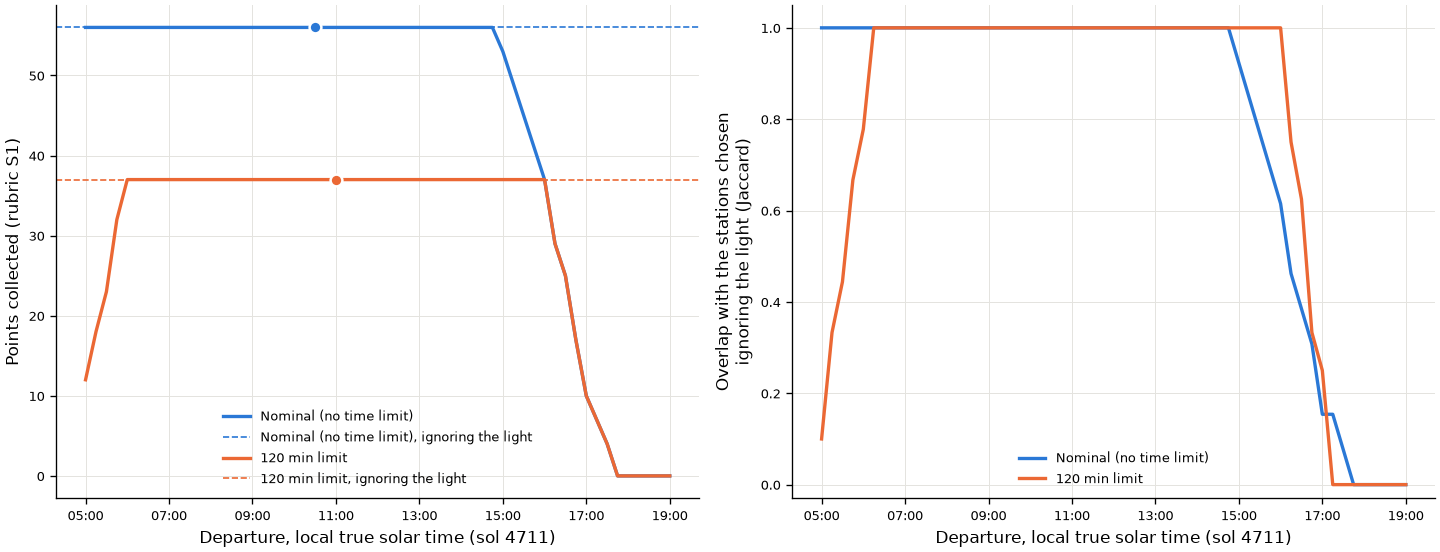 Points collected (rubric S1)
50
40
30
20
10
0
Nominal (no time limit)
Nominal (no time limit), ignoring the light
120 min limit
120 min limit, ignoring the light
05:00 07:00 09:00 11:00 13:00 15:00 17:00 19:00
Departure, local true solar time (sol 4711)
Overlap with the stations chosen
ignoring the light (Jaccard)
1.0
0.8
0.6
0.4
0.2
0.0
Nominal (no time limit)
120 min limit
05:00 07:00 09:00 11:00 13:00 15:00 17:00 19:00
Departure, local true solar time (sol 4711)